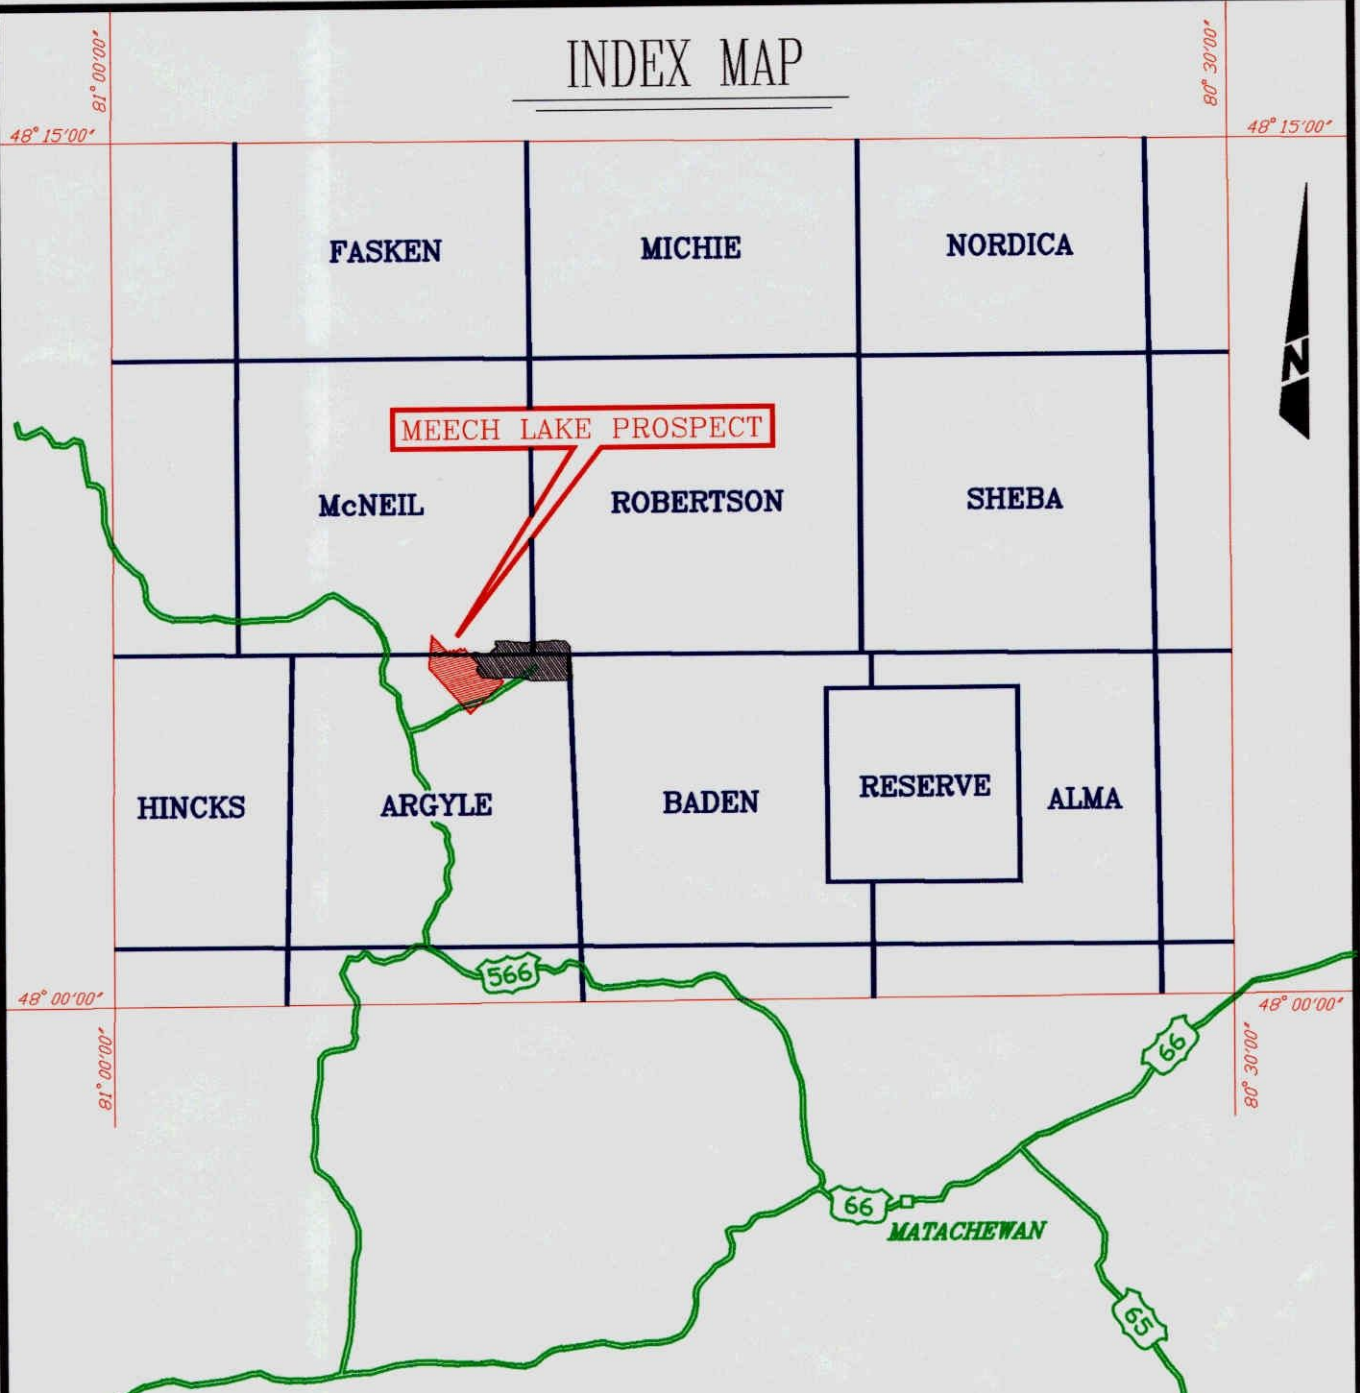 INDEX MAP
81° 00'00"
80° 30'00"
48° 15'00"
48° 15'00"
FASKEN
MICHIE
NORDICA
N
MEECH LAKE PROSPECT
McNEIL
ROBERTSON
SHEBA
HINCKS
ARGYLE
BADEN
RESERVE
ALMA
566
48° 00'00"
48° 00'00"
81° 00'00"
80° 30'00"
66
66
MATACHEWAN
65